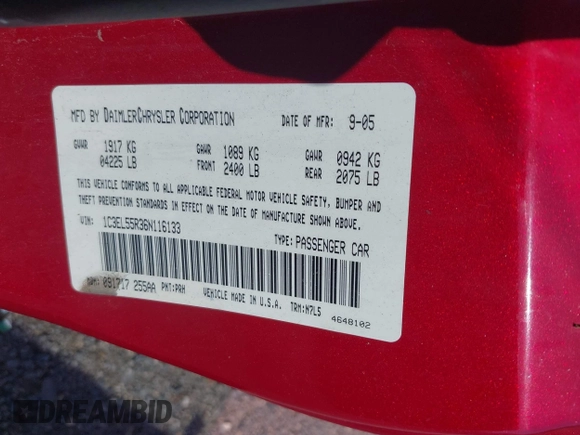 MFD BY DAIMLERCHRYSLER CORPORATION DATE OF MFR: 9-05
GVWR 1917 KG GAWR 1089 KG GAWR 0942 KG
04225 LB FRONT 2400 LB REAR 2075 LB
THIS VEHICLE CONFORMS TO ALL APPLICABLE FEDERAL MOTOR VEHICLE SAFETY, BUMPER AND
THEFT PREVENTION STANDARDS IN EFFECT ON THE DATE OF MANUFACTURE SHOWN ABOVE.
VIN: 1C3EL55R36N116133 TYPE: PASSENGER CAR
091717 255AA PNT:PRH VEHICLE MADE IN U.S.A. TRM:N7L5
4648102
DREAMBID